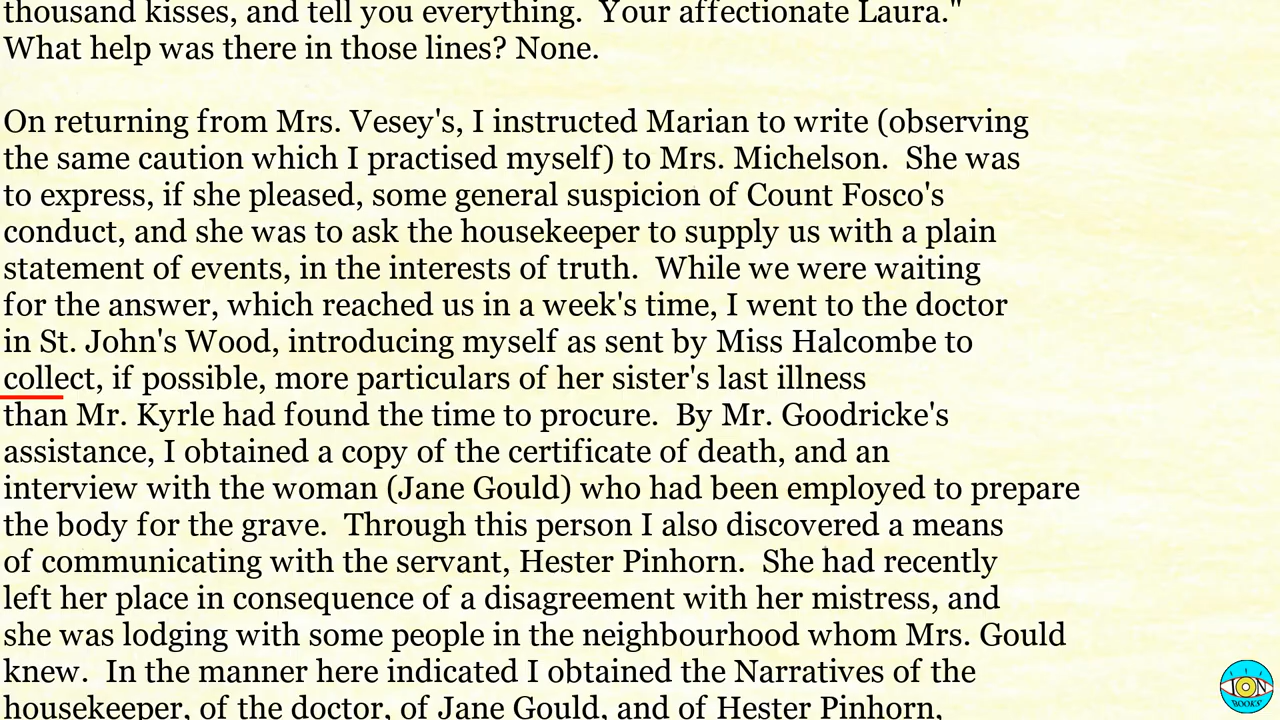 thousand kisses, and tell you everything.  Your affectionate Laura."
What help was there in those lines? None.

On returning from Mrs. Vesey's, I instructed Marian to write (observing
the same caution which I practised myself) to Mrs. Michelson.  She was
to express, if she pleased, some general suspicion of Count Fosco's
conduct, and she was to ask the housekeeper to supply us with a plain
statement of events, in the interests of truth.  While we were waiting
for the answer, which reached us in a week's time, I went to the doctor
in St. John's Wood, introducing myself as sent by Miss Halcombe to
collect, if possible, more particulars of her sister's last illness
than Mr. Kyrle had found the time to procure.  By Mr. Goodricke's
assistance, I obtained a copy of the certificate of death, and an
interview with the woman (Jane Gould) who had been employed to prepare
the body for the grave.  Through this person I also discovered a means
of communicating with the servant, Hester Pinhorn.  She had recently
left her place in consequence of a disagreement with her mistress, and
she was lodging with some people in the neighbourhood whom Mrs. Gould
knew.  In the manner here indicated I obtained the Narratives of the
housekeeper, of the doctor, of Jane Gould, and of Hester Pinhorn,
ION
BOOKS